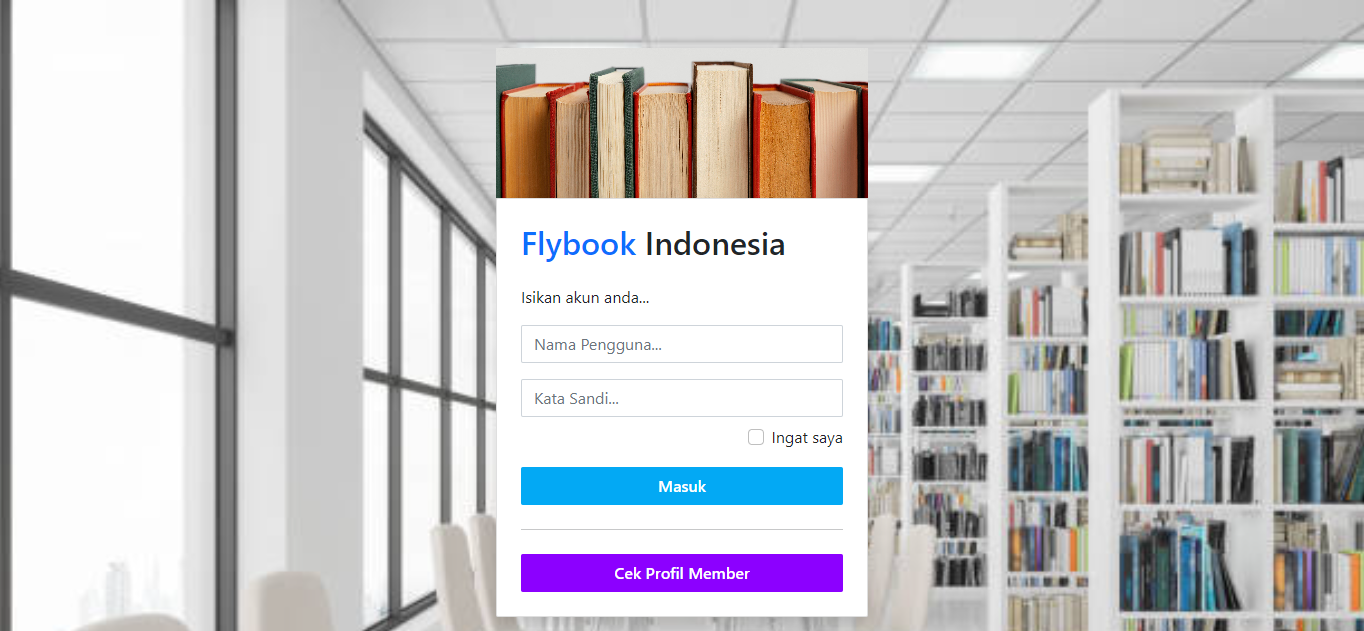 Flybook Indonesia
Isikan akun anda...
Nama Pengguna...
Kata Sandi...
Ingat saya
Masuk
Cek Profil Member